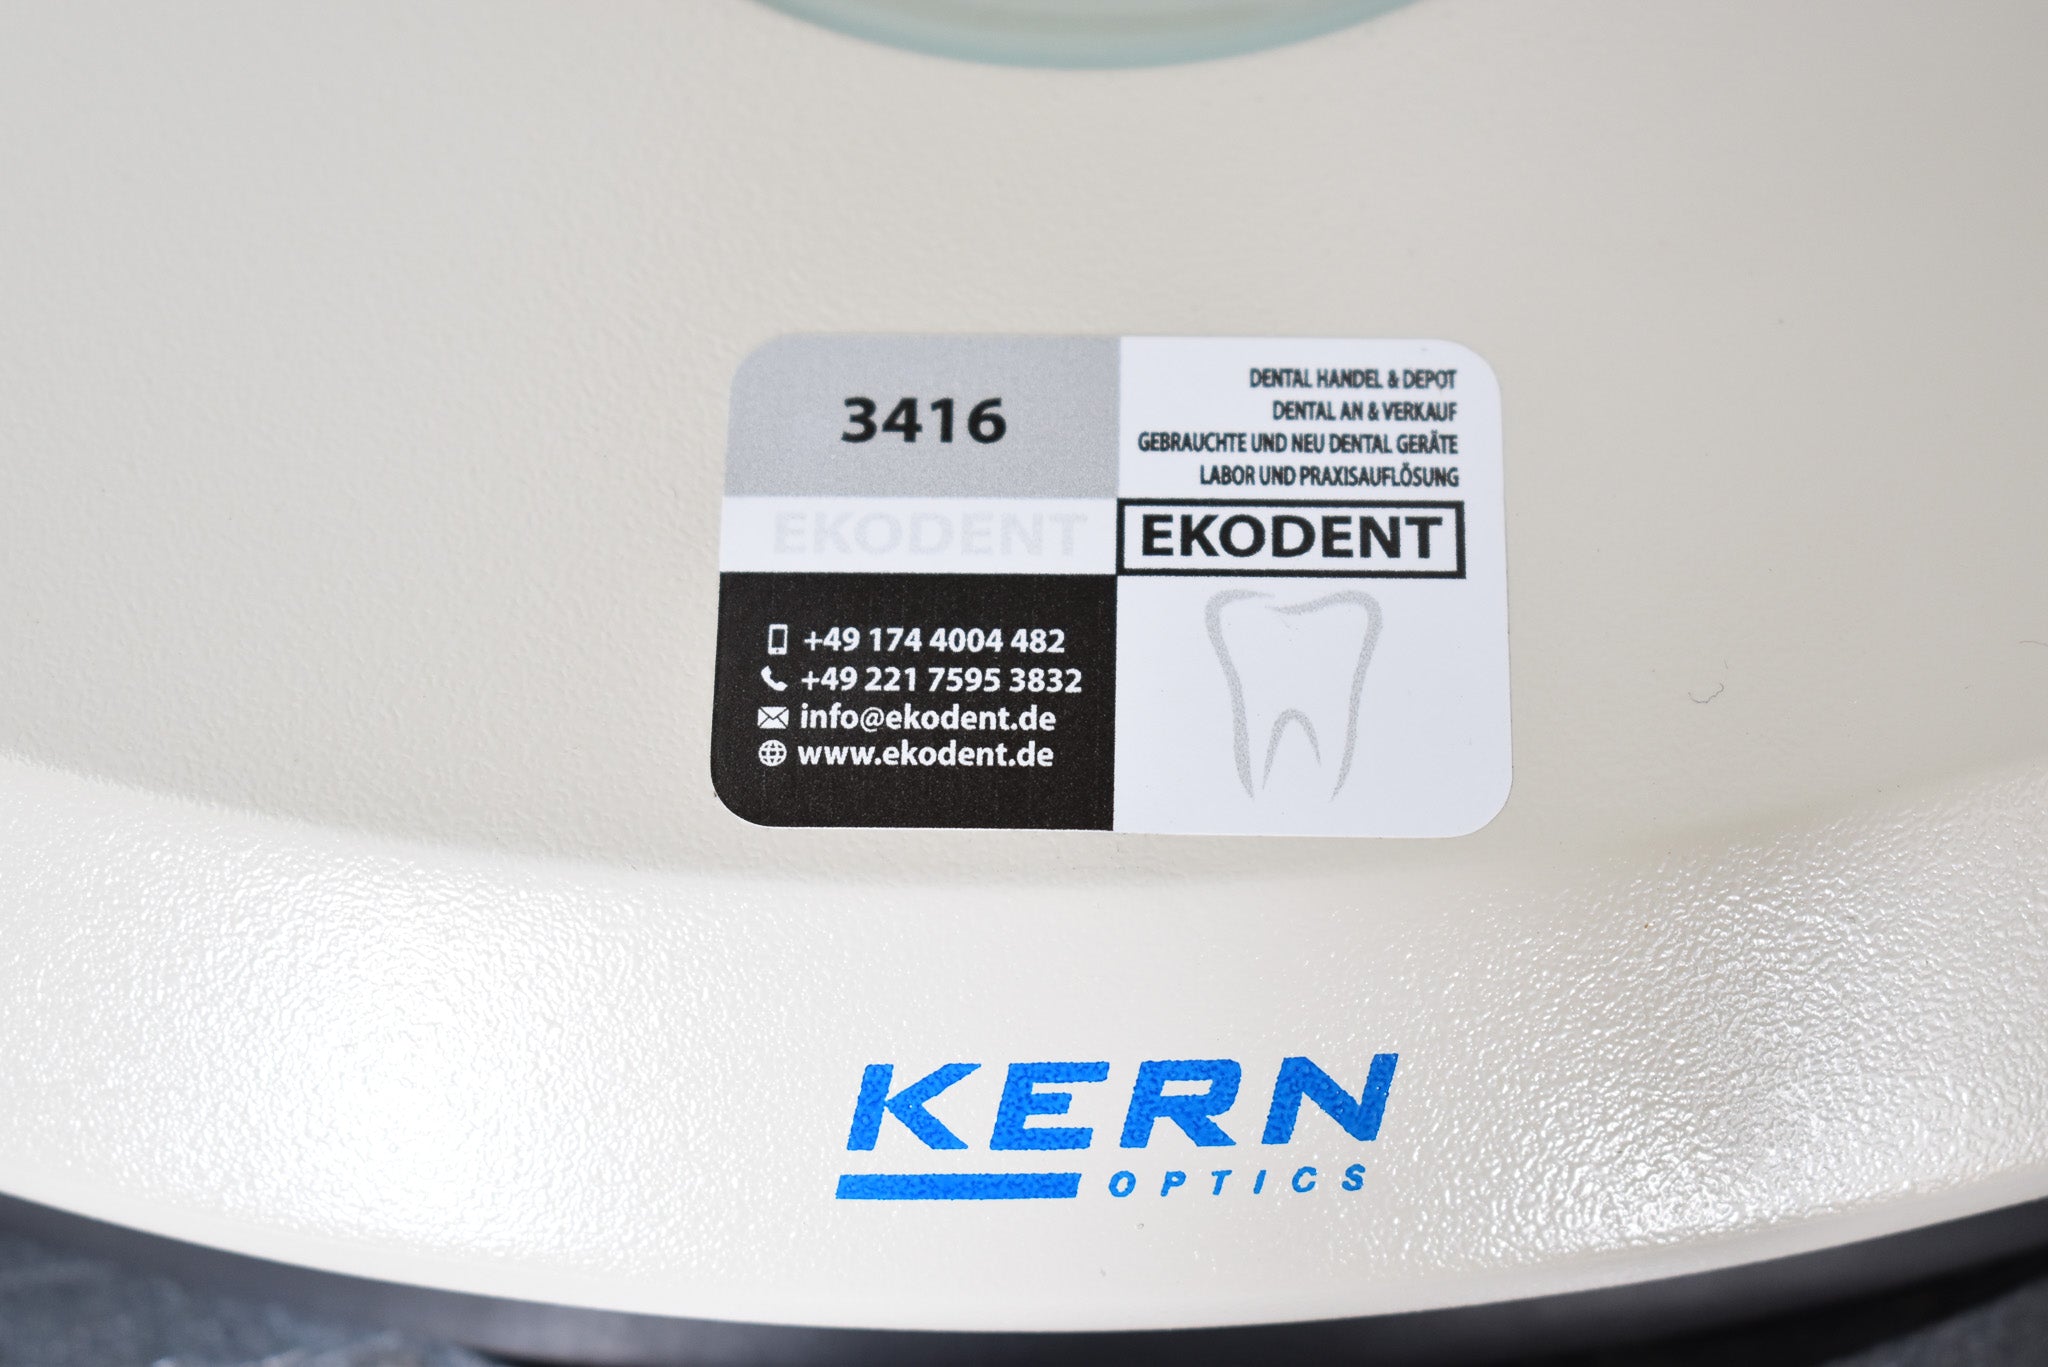 3416
DENTAL HANDEL & DEPOT
DENTAL AN & VERKAUF
GEBRAUCHTE UND NEU DENTAL GERÄTE
LABOR UND PRAXISAUFLÖSUNG
EKODENT
EKODENT
+49 174 4004 482
+49 221 7595 3832
info@ekodent.de
www.ekodent.de
KERN
OPTICS